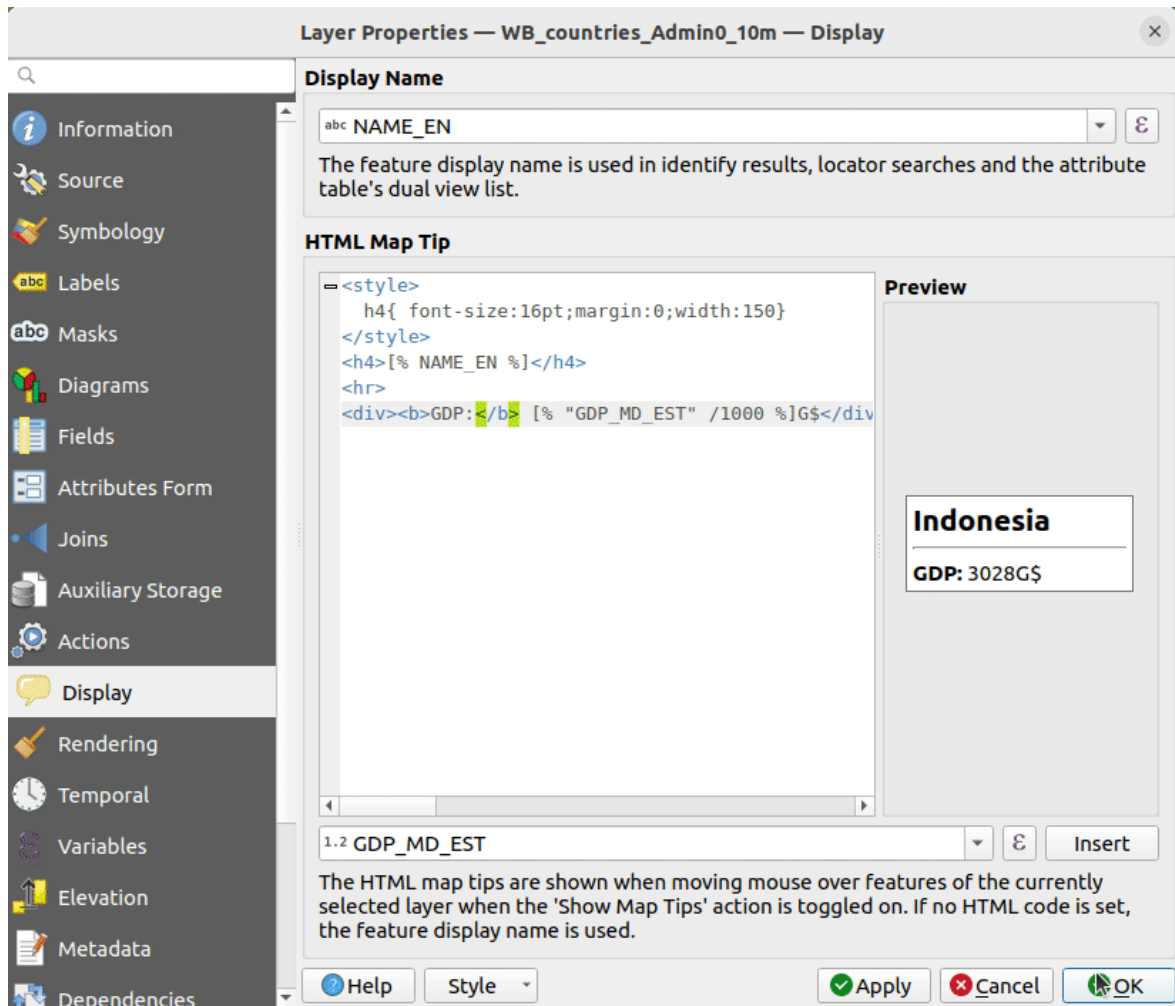 Layer Properties — WB_countries_Admin0_10m — Display
Information
Source
Symbology
abc Labels
abc Masks
Diagrams
Fields
Attributes Form
Joins
Auxiliary Storage
Actions
Display
Rendering
Temporal
Variables
Elevation
Metadata
Dependencies
Display Name
abc NAME_EN
The feature display name is used in identify results, locator searches and the attribute
table's dual view list.
HTML Map Tip
<style>
h4{ font-size:16pt;margin:0;width:150}
</style>
<h4>[% NAME_EN %]</h4>
<hr>
<div><b>GDP:</b> [% "GDP_MD_EST" /1000 %]G$</div
Preview
Indonesia
GDP: 3028G$
1.2 GDP_MD_EST
ε Insert
The HTML map tips are shown when moving mouse over features of the currently
selected layer when the 'Show Map Tips' action is toggled on. If no HTML code is set,
the feature display name is used.
Help Style Apply Cancel OK